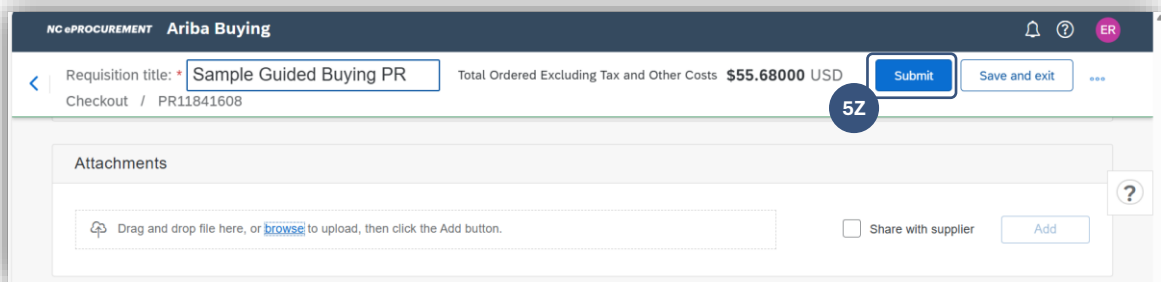 NC ePROCUREMENT Ariba Buying ? ER
Requisition title: * Sample Guided Buying PR Total Ordered Excluding Tax and Other Costs $55.68000 USD Submit Save and exit
Checkout / PR11841608
5Z
Attachments
?
Drag and drop file here, or browse to upload, then click the Add button. Share with supplier Add